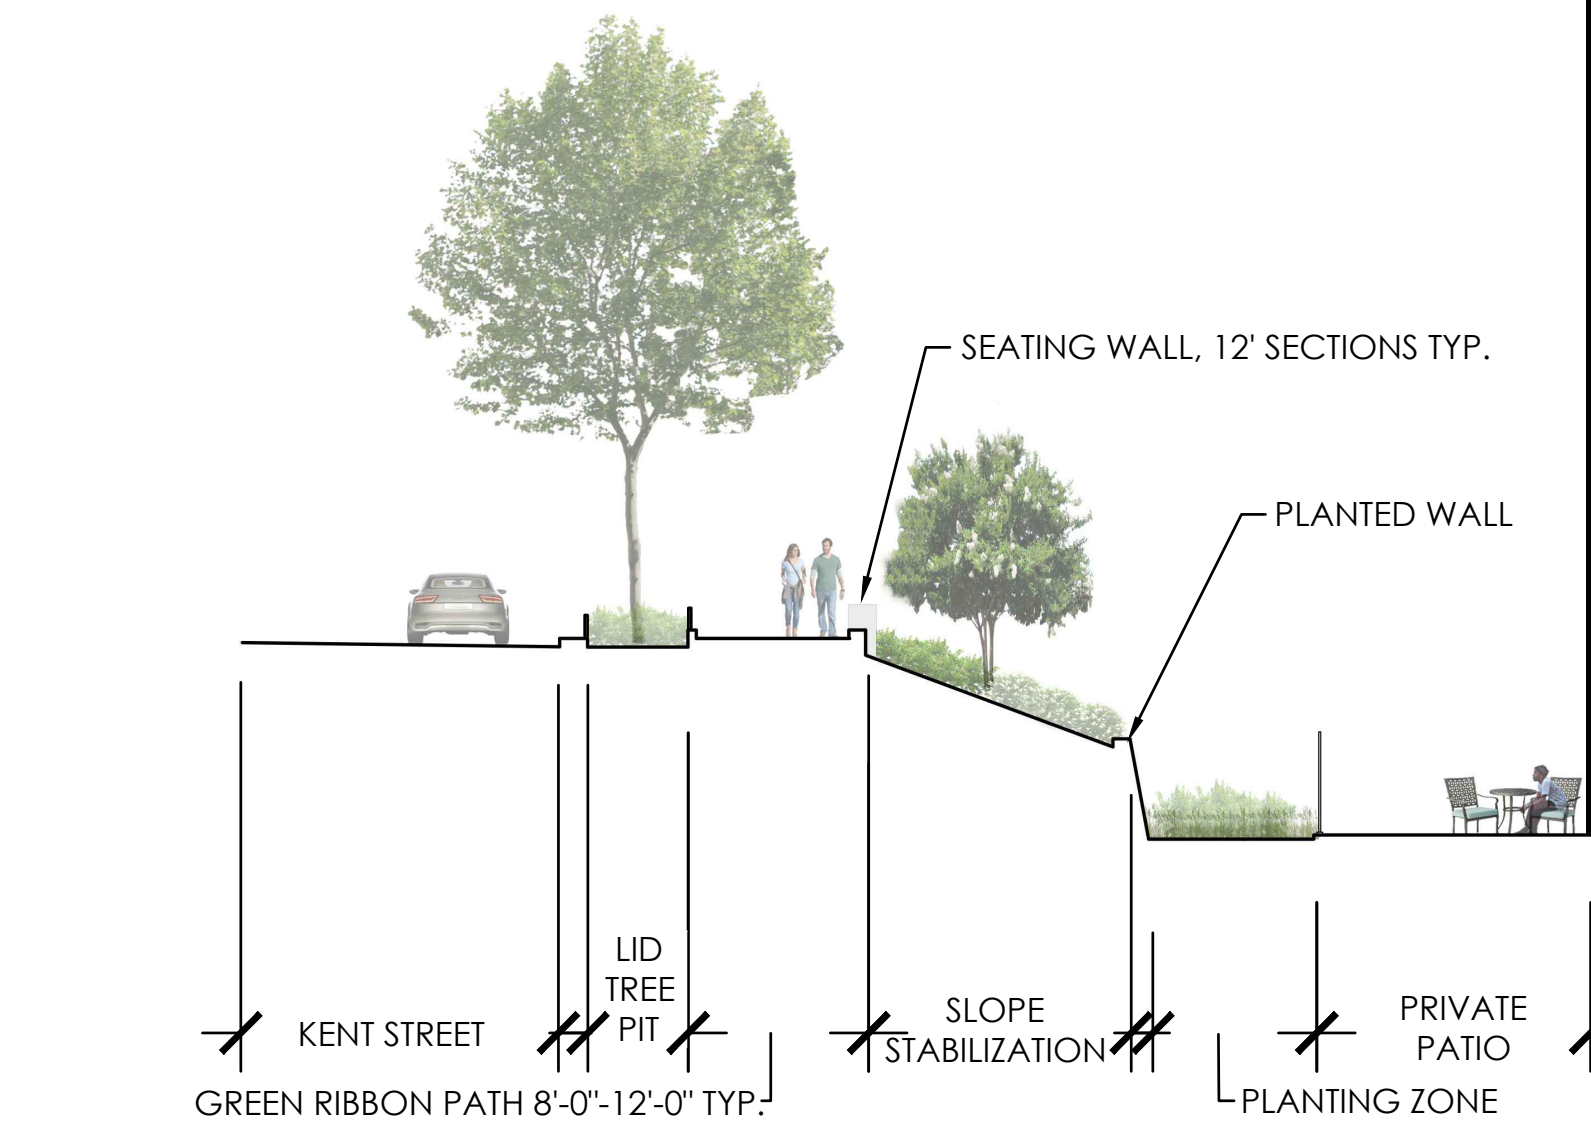 SEATING WALL, 12' SECTIONS TYP.
PLANTED WALL
LID
TREE
PIT
KENT STREET
SLOPE
STABILIZATION
PRIVATE
PATIO
GREEN RIBBON PATH 8'-0"-12'-0" TYP.
PLANTING ZONE